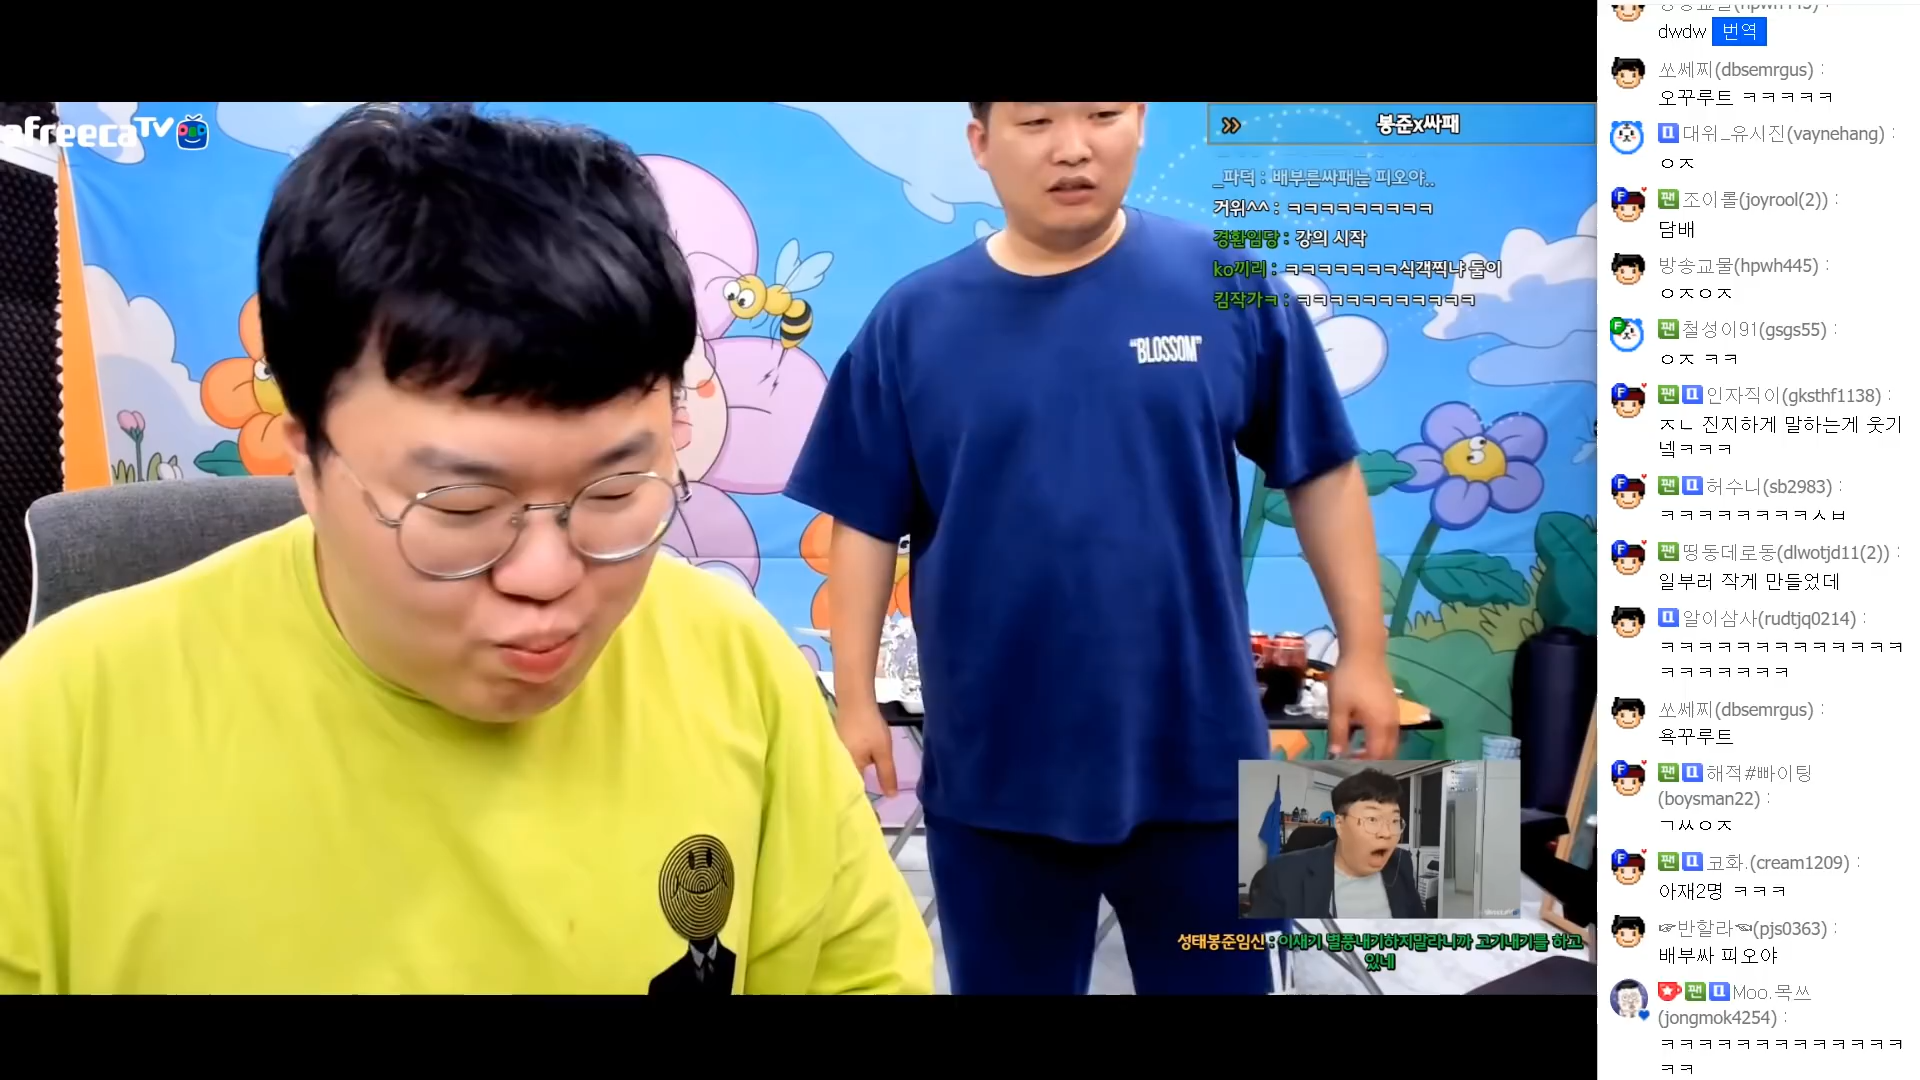 afreecaTV
봉준x싸패
_파덕 : 배부른싸패는 피오야..
거위^^ : ㅋㅋㅋㅋㅋㅋㅋㅋㅋㅋ
경환임당 : 강의 시작
ko끼리 : ㅋㅋㅋㅋㅋㅋㅋ식객찍냐 둘이
킴작가ㅋ : ㅋㅋㅋㅋㅋㅋㅋㅋㅋㅋㅋ
"BLOSSOM"
성태봉준임신 : 이새기 별풍내기하지말라니까 고기내기를 하고
있네
dwdw 번역
쏘쎄찌(dbsemrgus) :
오꾸루트 ㅋㅋㅋㅋㅋ
대위_유시진(vaynehang) :
ㅇㅈ
팬 조이롤(joyrool(2)) :
담배
방송교물(hpwh445) :
ㅇㅈㅇㅈ
팬 철성이91(gsgs55) :
ㅇㅈ ㅋㅋ
팬 인자직이(gksthf1138) :
ㅈㄴ 진지하게 말하는게 웃기
넼ㅋㅋㅋ
팬 허수니(sb2983) :
ㅋㅋㅋㅋㅋㅋㅋㅋㅅㅂ
팬 띵동데로동(dlwotjd11(2)) :
일부러 작게 만들었데
알이삼사(rudtjq0214) :
ㅋㅋㅋㅋㅋㅋㅋㅋㅋㅋㅋㅋㅋ
ㅋㅋㅋㅋㅋㅋㅋ
쏘쎄찌(dbsemrgus) :
욕꾸루트
팬 해적#빠이팅
(boysman22) :
ㄱㅆㅇㅈ
팬 코화.(cream1209) :
아재2명 ㅋㅋㅋ
☞반할라☜(pjs0363) :
배부싸 피오야
팬 Moo.목쓰
(jongmok4254) :
ㅋㅋㅋㅋㅋㅋㅋㅋㅋㅋㅋㅋㅋ
ㅋㅋ